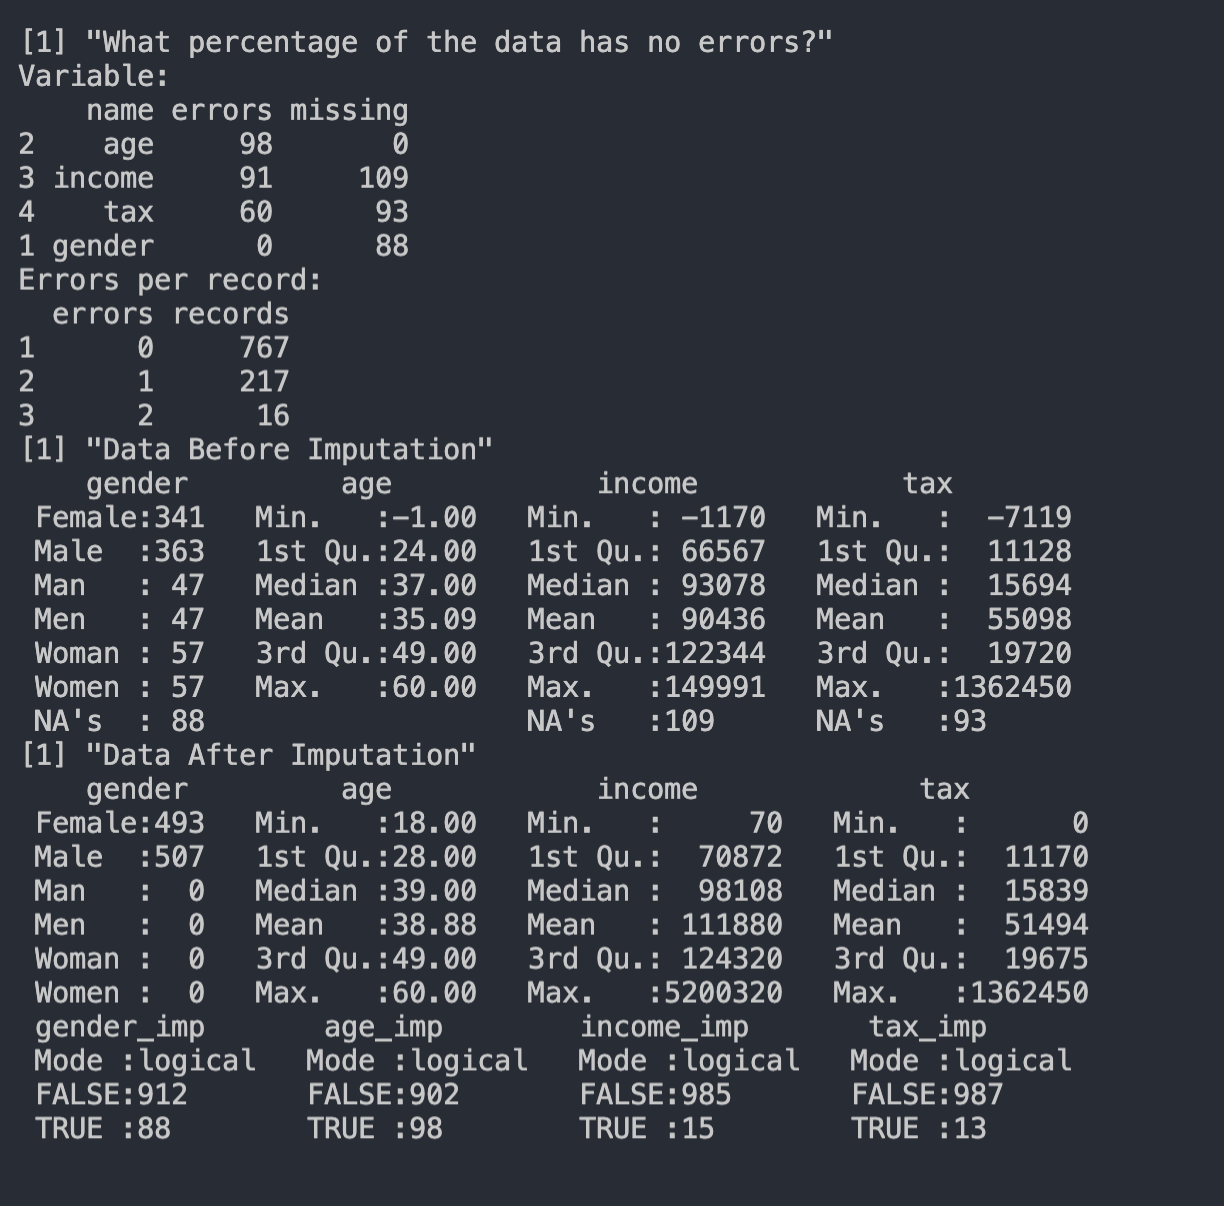 [1] "What percentage of the data has no errors?"
Variable:
    name errors missing
2    age     98       0
3 income     91     109
4    tax     60      93
1 gender      0      88
Errors per record:
  errors records
1      0     767
2      1     217
3      2      16
[1] "Data Before Imputation"
    gender         age            income            tax
 Female:341   Min.   :-1.00   Min.   : -1170   Min.   :  -7119
 Male  :363   1st Qu.:24.00   1st Qu.: 66567   1st Qu.:  11128
 Man   : 47   Median :37.00   Median : 93078   Median :  15694
 Men   : 47   Mean   :35.09   Mean   : 90436   Mean   :  55098
 Woman : 57   3rd Qu.:49.00   3rd Qu.:122344   3rd Qu.:  19720
 Women : 57   Max.   :60.00   Max.   :149991   Max.   :1362450
 NA's  : 88                   NA's   :109      NA's   :93
[1] "Data After Imputation"
    gender         age            income             tax
 Female:493   Min.   :18.00   Min.   :     70   Min.   :      0
 Male  :507   1st Qu.:28.00   1st Qu.:  70872   1st Qu.:  11170
 Man   :  0   Median :39.00   Median :  98108   Median :  15839
 Men   :  0   Mean   :38.88   Mean   : 111880   Mean   :  51494
 Woman :  0   3rd Qu.:49.00   3rd Qu.: 124320   3rd Qu.:  19675
 Women :  0   Max.   :60.00   Max.   :5200320   Max.   :1362450
 gender_imp       age_imp        income_imp       tax_imp
 Mode :logical   Mode :logical   Mode :logical   Mode :logical
 FALSE:912       FALSE:902       FALSE:985       FALSE:987
 TRUE :88        TRUE :98        TRUE :15        TRUE :13